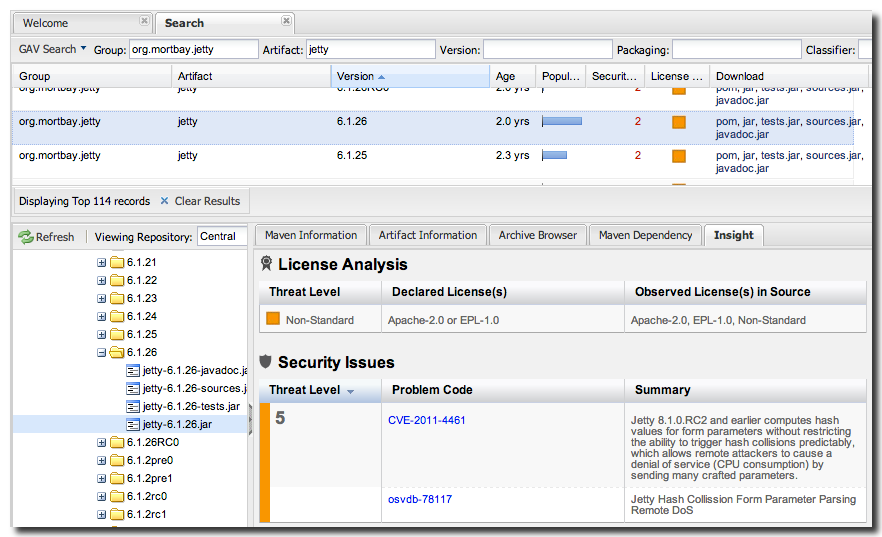 Welcome
Search
GAV Search Group: org.mortbay.jetty Artifact: jetty Version: Packaging: Classifier:
Group Artifact Version Age Popul... Securit... License ... Download
org.mortbay.jetty jetty 6.1.26RC0 2.0 yrs 2 pom, jar, tests.jar, sources.jar,
javadoc.jar
org.mortbay.jetty jetty 6.1.26 2.0 yrs 2 pom, jar, tests.jar, sources.jar,
javadoc.jar
org.mortbay.jetty jetty 6.1.25 2.3 yrs 2 pom, jar, tests.jar, sources.jar,
javadoc.jar
Displaying Top 114 records Clear Results
Refresh Viewing Repository: Central
6.1.21
6.1.22
6.1.23
6.1.24
6.1.25
6.1.26
jetty-6.1.26-javadoc.ja
jetty-6.1.26-sources.j
jetty-6.1.26-tests.jar
jetty-6.1.26.jar
6.1.26RC0
6.1.2pre0
6.1.2pre1
6.1.2rc0
6.1.2rc1
Maven Information Artifact Information Archive Browser Maven Dependency Insight
License Analysis
Threat Level Declared License(s) Observed License(s) in Source
Non-Standard Apache-2.0 or EPL-1.0 Apache-2.0, EPL-1.0, Non-Standard
Security Issues
Threat Level Problem Code Summary
5 CVE-2011-4461 Jetty 8.1.0.RC2 and earlier computes hash
values for form parameters without restricting
the ability to trigger hash collisions predictably,
which allows remote attackers to cause a
denial of service (CPU consumption) by
sending many crafted parameters.
osvdb-78117 Jetty Hash Collission Form Parameter Parsing
Remote DoS